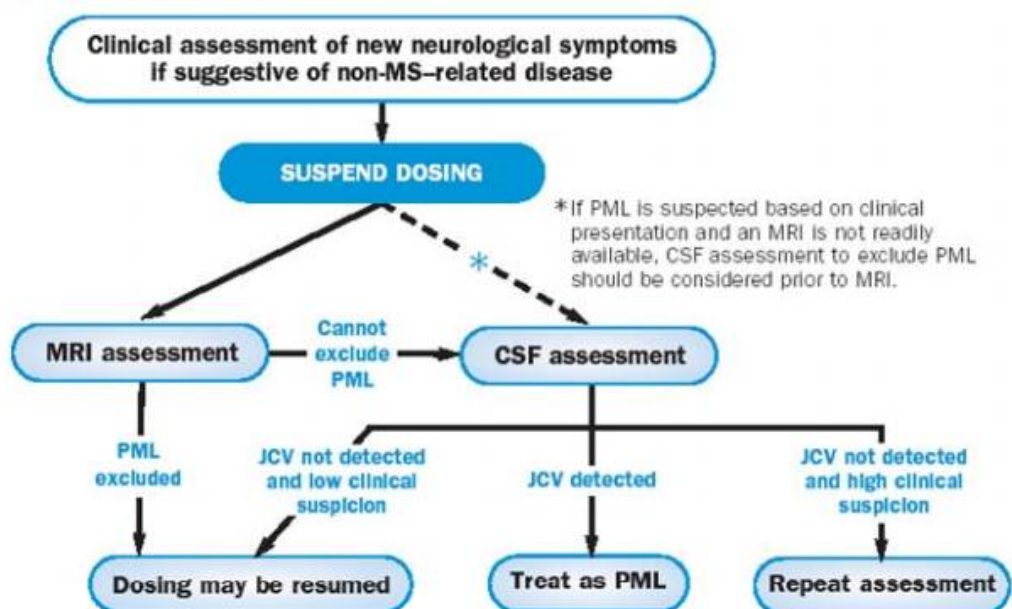 Clinical assessment of new neurological symptoms
if suggestive of non-MS–related disease
SUSPEND DOSING
*If PML is suspected based on clinical
presentation and an MRI is not readily
available, CSF assessment to exclude PML
should be considered prior to MRI.
*
MRI assessment
Cannot
exclude
PML
CSF assessment
PML
excluded
JCV not detected
and low clinical
suspicion
JCV detected
JCV not detected
and high clinical
suspicion
Dosing may be resumed
Treat as PML
Repeat assessment